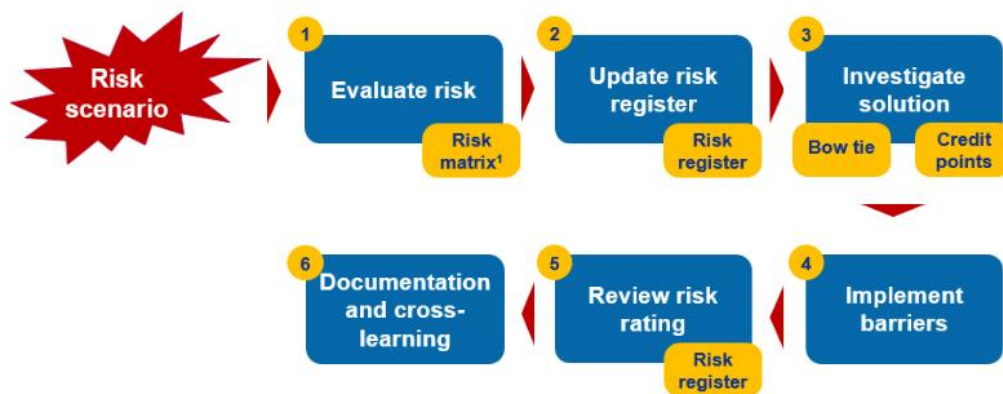 Risk
scenario
1
Evaluate risk
Risk
matrix¹
2
Update risk
register
Risk
register
3
Investigate
solution
Bow tie
Credit
points
4
Implement
barriers
5
Review risk
rating
Risk
register
6
Documentation
and cross-
learning